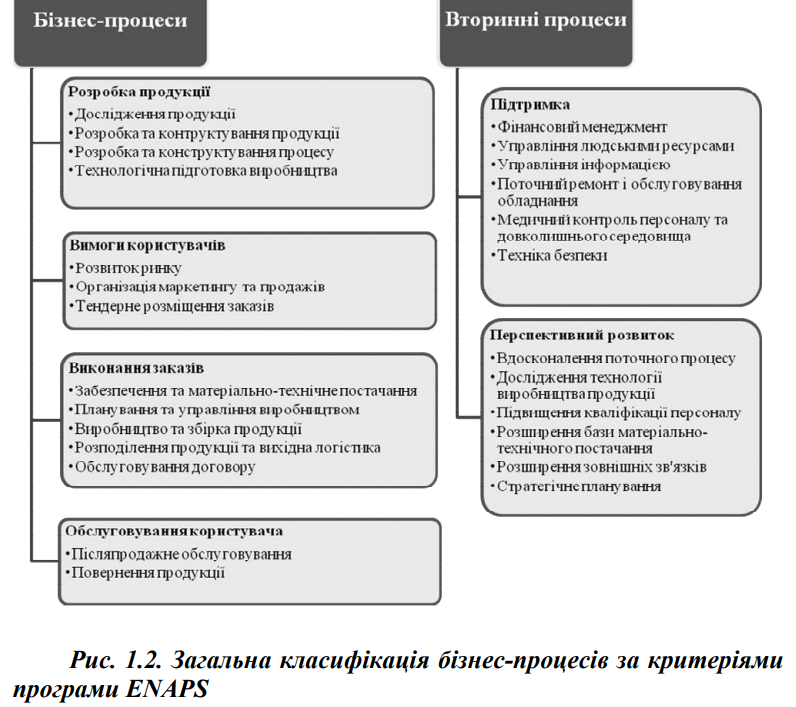 Бізнес-процеси
Розробка продукції
•Дослідження продукції
•Розробка та контруктування продукції
•Розробка та конструктування процесу
•Технологічна підготовка виробництва
Вимоги користувачів
•Розвиток ринку
•Організація маркетингу та продажів
•Тендерне розміщення заказів
Виконання заказів
•Забезпечення та матеріально-технічне постачання
•Планування та управління виробництвом
•Виробництво та збірка продукції
•Розподілення продукції та вихідна логістика
•Обслуговування договору
Обслуговування користувача
•Післяпродажне обслуговування
•Повернення продукції
Вторинні процеси
Підтримка
•Фінансовий менеджмент
•Управління людськими ресурсами
•Управління інформацією
•Поточний ремонт і обслуговування
обладнання
•Медичний контроль персоналу та
довколишнього середовища
•Техніка безпеки
Перспективний розвиток
•Вдосконалення поточного процесу
•Дослідження технології
виробництва продукції
•Підвищення кваліфікації персоналу
•Розширення бази матеріально-
технічного постачання
•Розширення зовнішніх зв'язків
•Стратегічне планування
Рис. 1.2. Загальна класифікація бізнес-процесів за критеріями
програми ENAPS